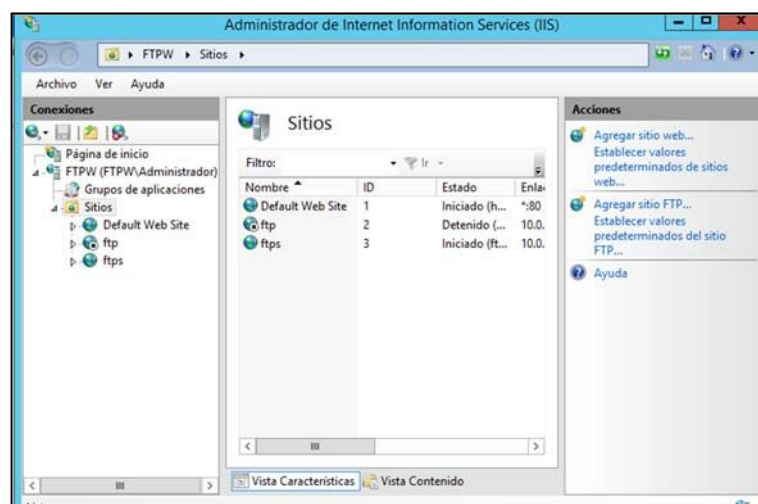 Administrador de Internet Information Services (IIS)
FTPW
Sitios
Archivo Ver Ayuda
Conexiones
Página de inicio
FTPW (FTPW\Administrador)
Grupos de aplicaciones
Sitios
Default Web Site
ftp
ftps
Sitios
Filtro: Ir
Nombre ID Estado Enla
Default Web Site 1 Iniciado (h... *:80
ftp 2 Detenido (... 10.0.
ftps 3 Iniciado (ft... 10.0.
Vista Características Vista Contenido
Acciones
Agregar sitio web...
Establecer valores
predeterminados de sitios
web...
Agregar sitio FTP...
Establecer valores
predeterminados del sitio
FTP...
Ayuda